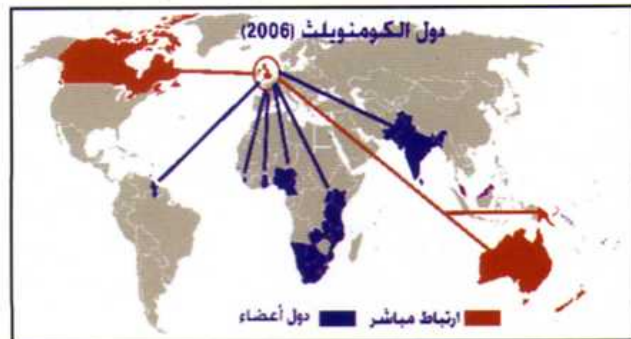 دول الكومنويلث (2006)
ارتباط مباشر
دول أعضاء